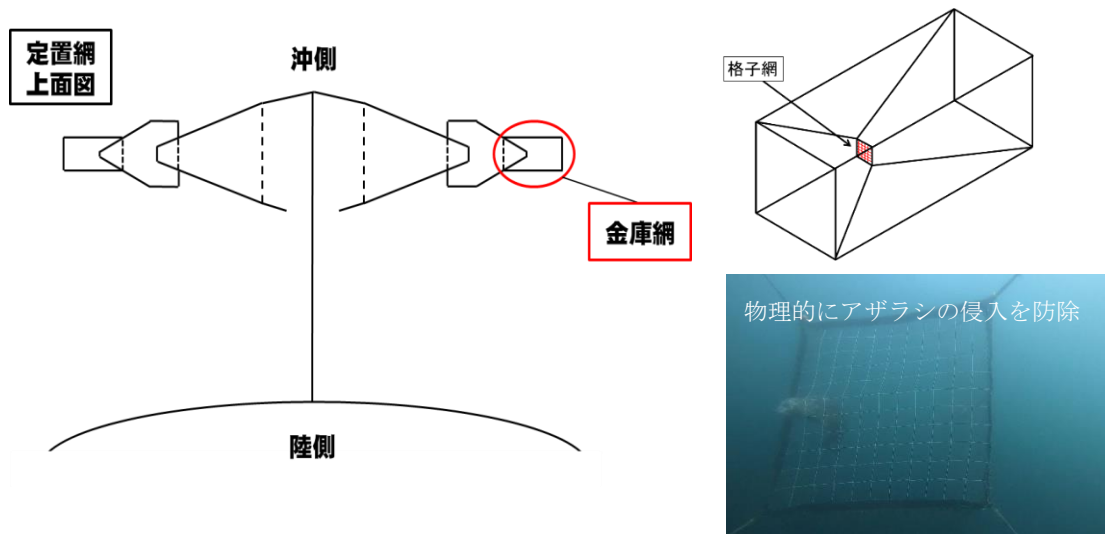 定置網
上面図
沖側
金庫網
陸側
格子網
物理的にアザラシの侵入を防除